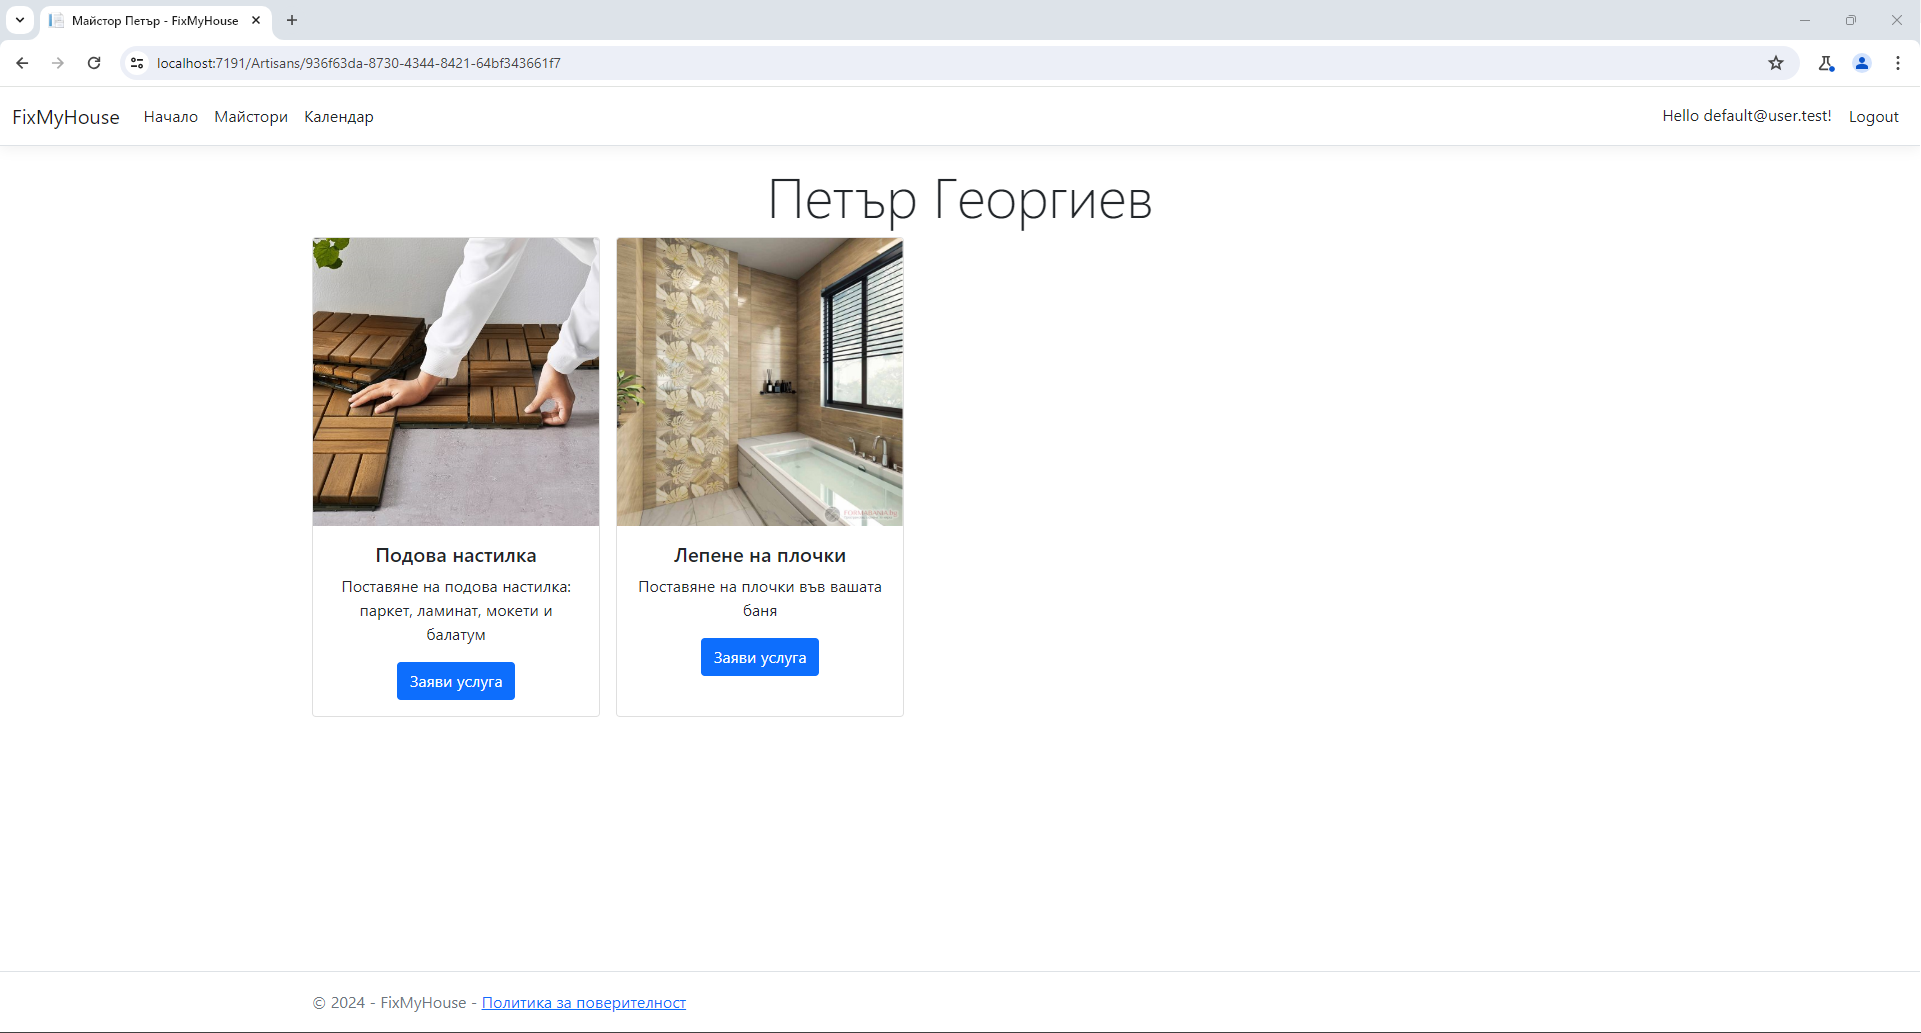 Майстор Петър - FixMyHouse
localhost:7191/Artisans/936f63da-8730-4344-8421-64bf343661f7
FixMyHouse Начало Майстори Календар Hello default@user.test! Logout
Петър Георгиев
Подова настилка
Поставяне на подова настилка:
паркет, ламинат, мокети и
балатум
Заяви услуга
Лепене на плочки
Поставяне на плочки във вашата
баня
Заяви услуга
© 2024 - FixMyHouse - Политика за поверителност